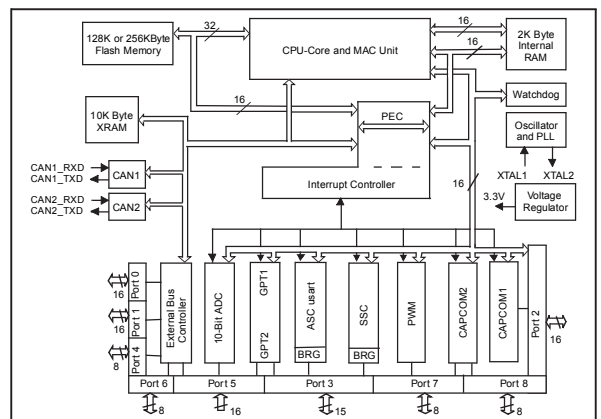 32
16
128K or 256KByte
Flash Memory
CPU-Core and MAC Unit
2K Byte
Internal
RAM
16
16
Watchdog
10K Byte
XRAM
PEC
Oscillator
and PLL
CAN1_RXD
CAN1_TXD
CAN1
XTAL1
XTAL2
Interrupt Controller
16
3.3V
Voltage
Regulator
CAN2_RXD
CAN2_TXD
CAN2
Port 0
Port 1
Port 4
16
16
8
External Bus
Controller
10-Bit ADC
GPT1
GPT2
ASC usart
BRG
SSC
BRG
PWM
CAPCOM2
CAPCOM1
Port 2
16
Port 6
Port 5
Port 3
Port 7
Port 8
8
16
15
8
8